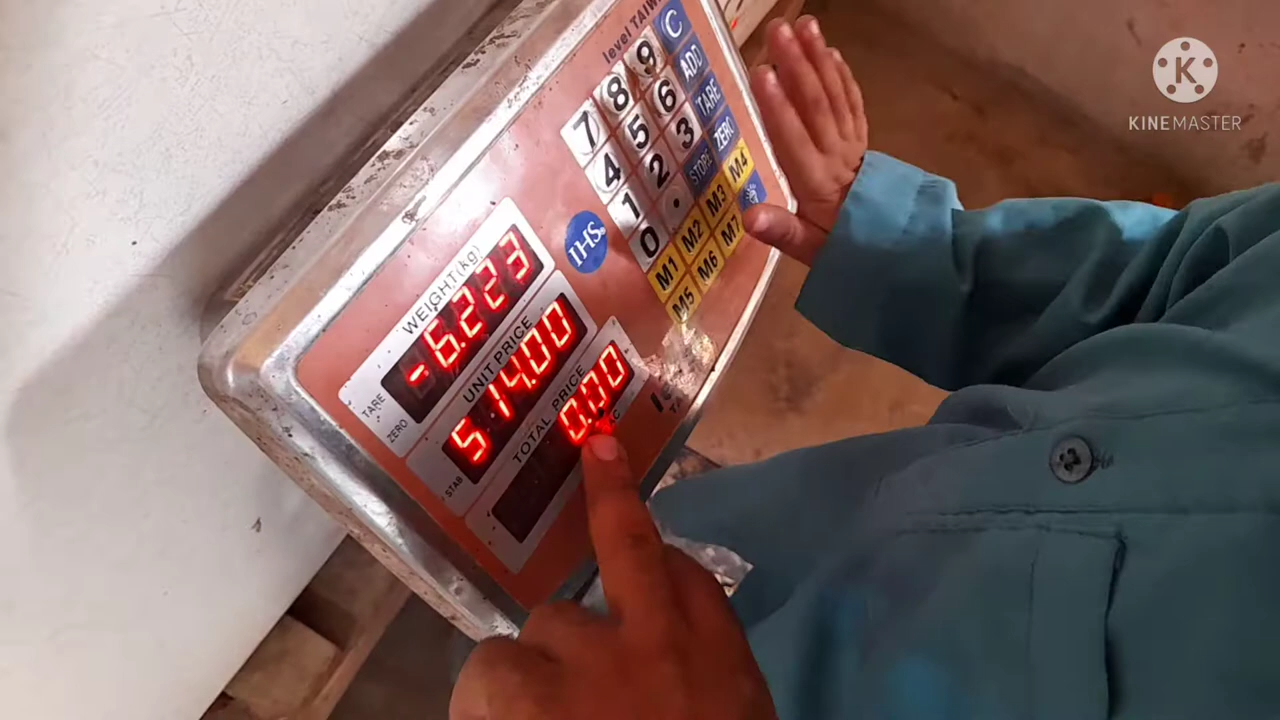 level TAIW
7 8 9 C
4 5 6 ADD
1 2 3 TARE
0 . STORE ZERO
M1 M2 M3 M4
M5 M6 M7
IHS
WEIGHT(kg)
-6.223
TARE
ZERO
UNIT PRICE
5 14.00
STAB
TOTAL PRICE
0.00
K
KINEMASTER